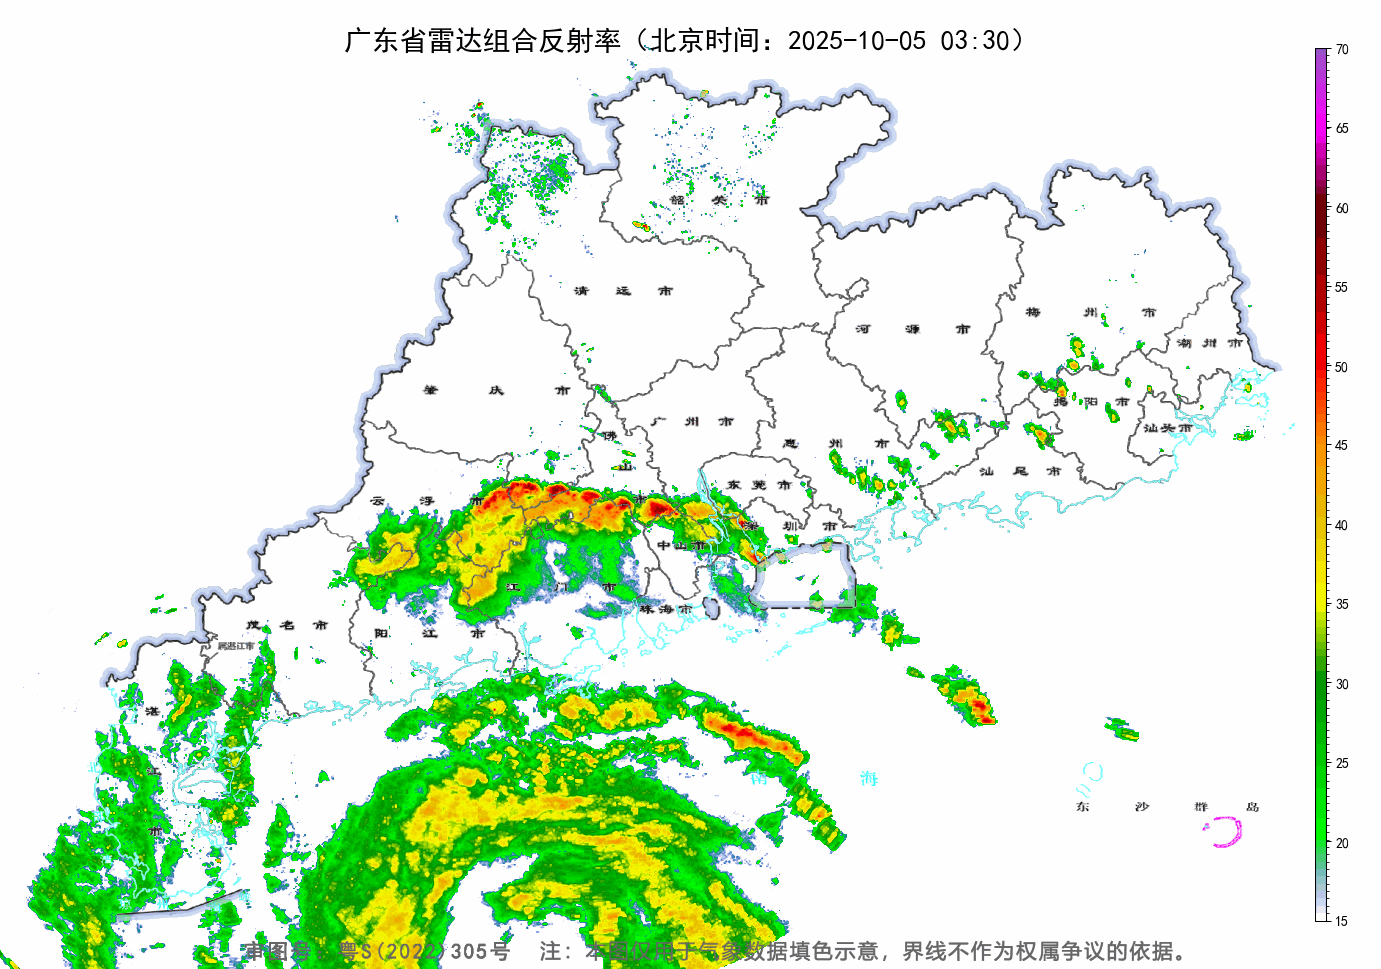 广东省雷达组合反射率（北京时间：2025-10-05 03:30）
70
65
60
55
50
45
40
35
30
25
20
15
韶 关 市
清 远 市
河 源 市
梅 州 市
潮 州 市
肇 庆 市
广 州 市
揭 阳 市
汕头市
佛 山 市
惠 州 市
汕 尾 市
云 浮 市
东 莞 市
深 圳 市
中山市
江 门 市
珠海市
茂 名 市
阳 江 市
属湛江市
湛 江 市
南 海
东 沙 群 岛
审图号：粤S(2022)305号 注：本图仅用于气象数据填色示意，界线不作为权属争议的依据。